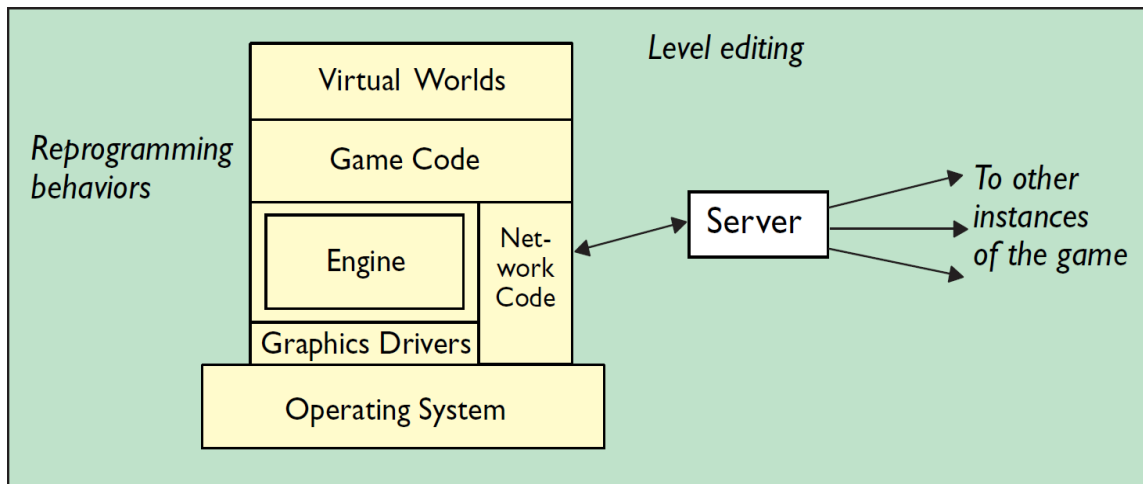 Level editing
Virtual Worlds
Reprogramming
behaviors
Game Code
Engine
Net-
work
Code
Graphics Drivers
Operating System
Server
To other
instances
of the game